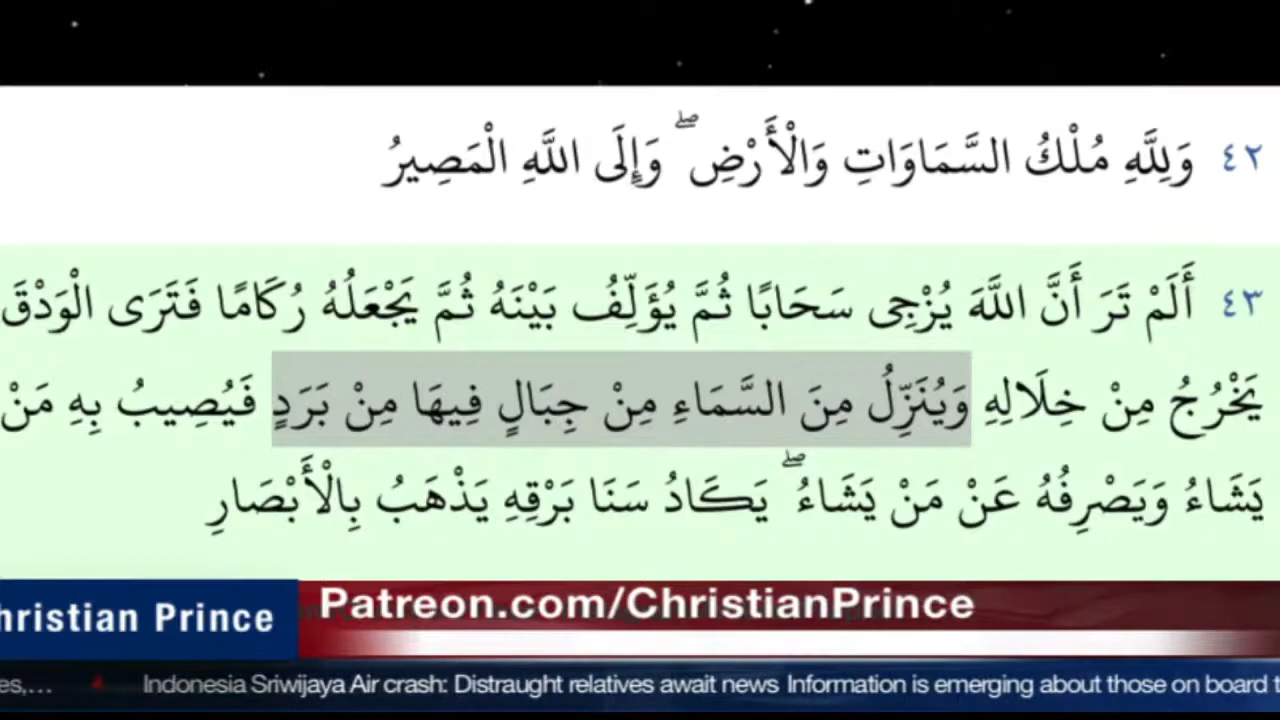 ٤٢ وَلِلَّهِ مُلْكُ السَّمَاوَاتِ وَالْأَرْضِ ۖ وَإِلَى اللَّهِ الْمَصِيرُ
٤٣ أَلَمْ تَرَ أَنَّ اللَّهَ يُزْجِي سَحَابًا ثُمَّ يُؤَلِّفُ بَيْنَهُ ثُمَّ يَجْعَلُهُ رُكَامًا فَتَرَى الْوَدْقَ
يَخْرُجُ مِنْ خِلَالِهِ وَيُنَزِّلُ مِنَ السَّمَاءِ مِنْ جِبَالٍ فِيهَا مِنْ بَرَدٍ فَيُصِيبُ بِهِ مَنْ
يَشَاءُ وَيَصْرِفُهُ عَنْ مَنْ يَشَاءُ ۖ يَكَادُ سَنَا بَرْقِهِ يَذْهَبُ بِالْأَبْصَارِ
hristian Prince
Patreon.com/ChristianPrince
es,... Indonesia Sriwijaya Air crash: Distraught relatives await news Information is emerging about those on board t